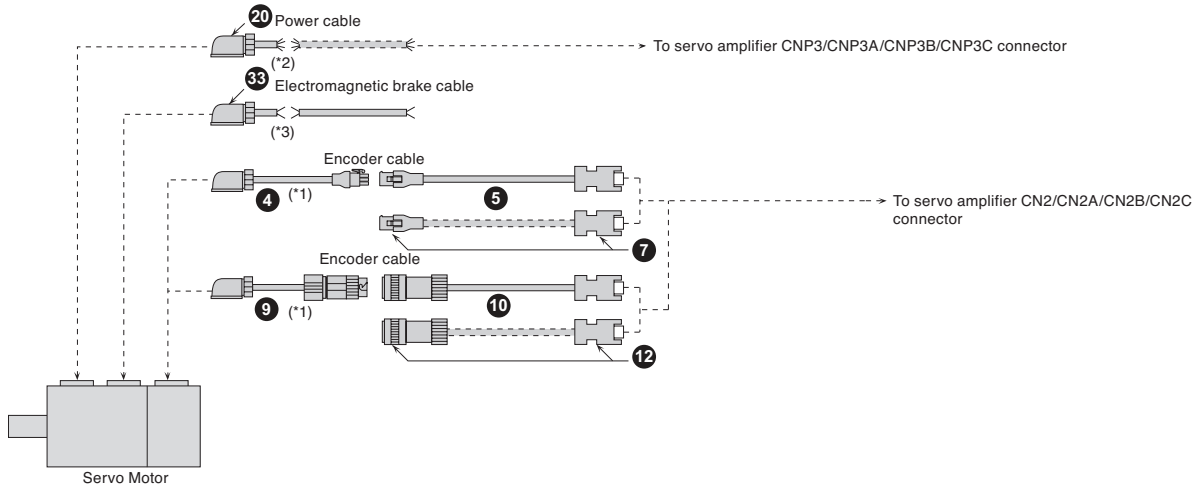 20 Power cable
(*2)
To servo amplifier CNP3/CNP3A/CNP3B/CNP3C connector
33 Electromagnetic brake cable
(*3)
Encoder cable
4 (*1)
5
To servo amplifier CN2/CN2A/CN2B/CN2C
connector
7
Encoder cable
9 (*1)
10
12
Servo Motor